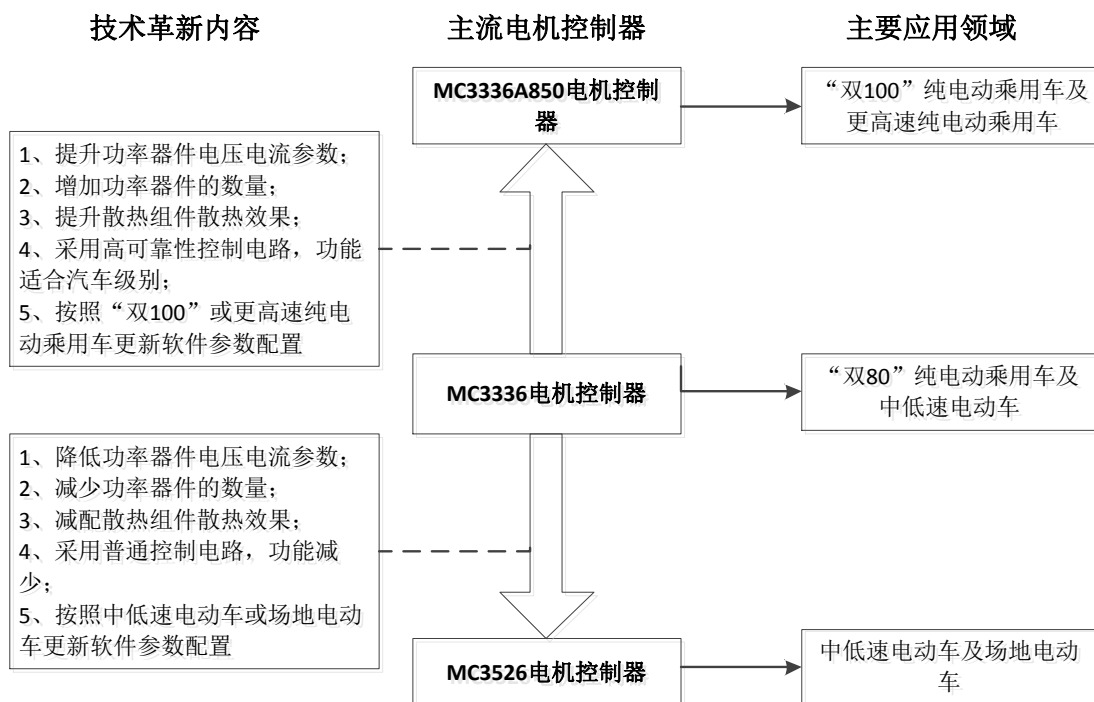 技术革新内容
主流电机控制器
主要应用领域
MC3336A850电机控制
器
“双100”纯电动乘用车及
更高速纯电动乘用车
1、提升功率器件电压电流参数；
2、增加功率器件的数量；
3、提升散热组件散热效果；
4、采用高可靠性控制电路，功能
适合汽车级别；
5、按照“双100”或更高速纯电
动乘用车更新软件参数配置
MC3336电机控制器
“双80”纯电动乘用车及
中低速电动车
1、降低功率器件电压电流参数；
2、减少功率器件的数量；
3、减配散热组件散热效果；
4、采用普通控制电路，功能减
少；
5、按照中低速电动车或场地电动
车更新软件参数配置
MC3526电机控制器
中低速电动车及场地电动
车